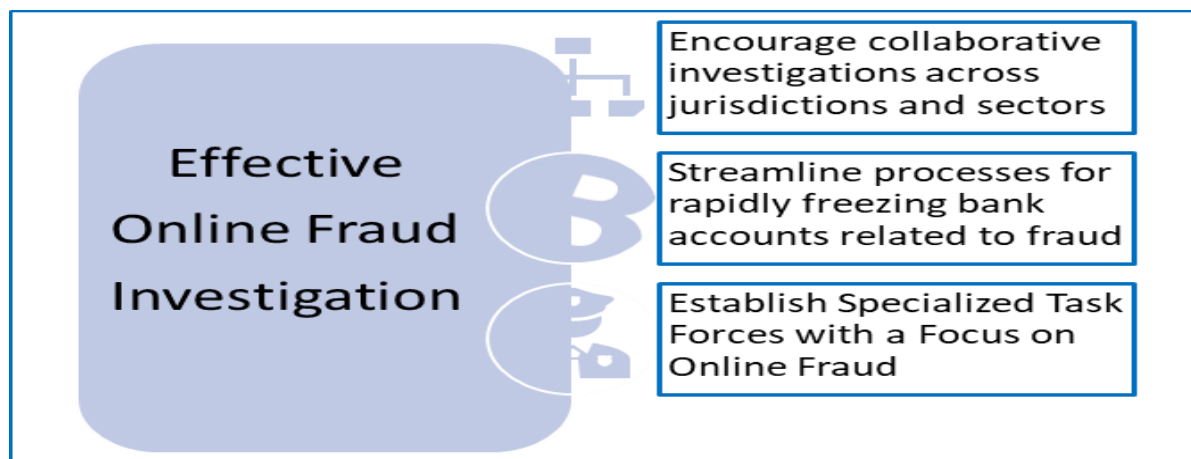 Effective
Online Fraud
Investigation
Encourage collaborative
investigations across
jurisdictions and sectors
Streamline processes for
rapidly freezing bank
accounts related to fraud
Establish Specialized Task
Forces with a Focus on
Online Fraud